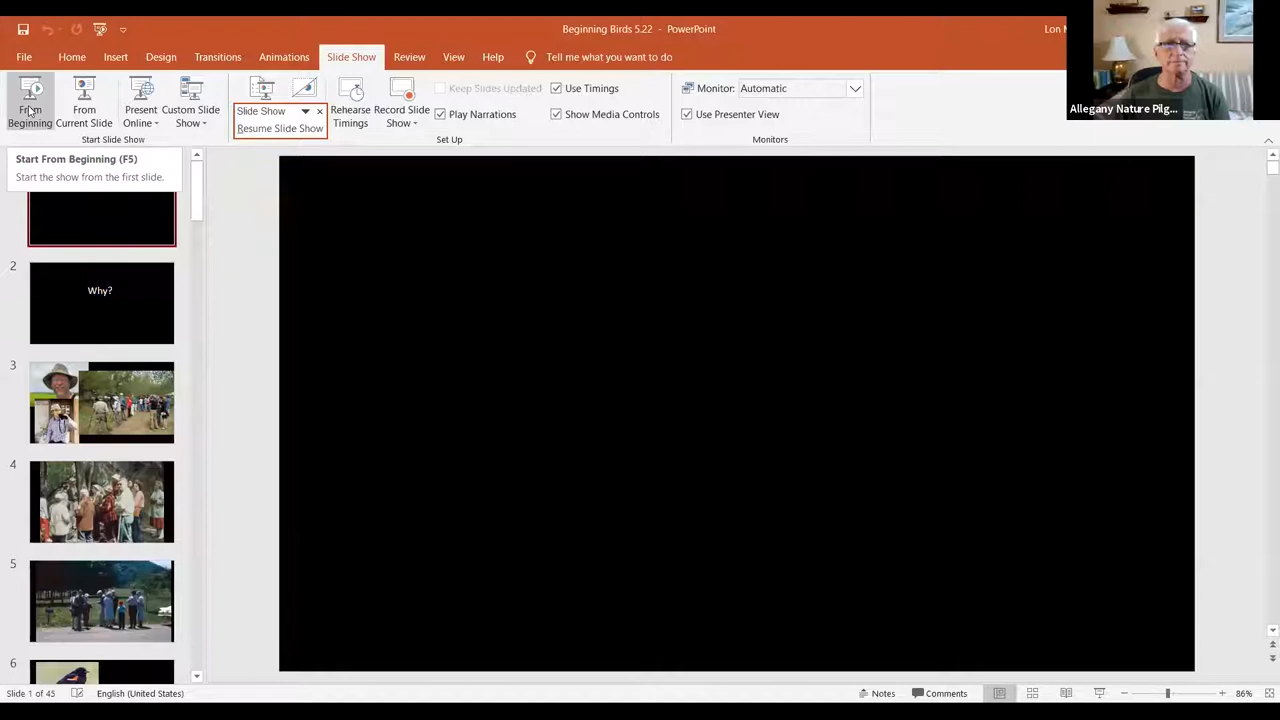 Beginning Birds 5.22 - PowerPoint
Lon M
File Home Insert Design Transitions Animations Slide Show Review View Help Tell me what you want to do
From Beginning
From Current Slide
Present Online
Custom Slide Show
Start Slide Show
Slide Show
Resume Slide Show
Rehearse Timings
Record Slide Show
Keep Slides Updated
Play Narrations
Use Timings
Show Media Controls
Set Up
Monitor: Automatic
Use Presenter View
Monitors
Allegany Nature Pilg...
Start From Beginning (F5)
Start the show from the first slide.
2
Why?
3
4
5
6
Slide 1 of 45 English (United States) Notes Comments 86%